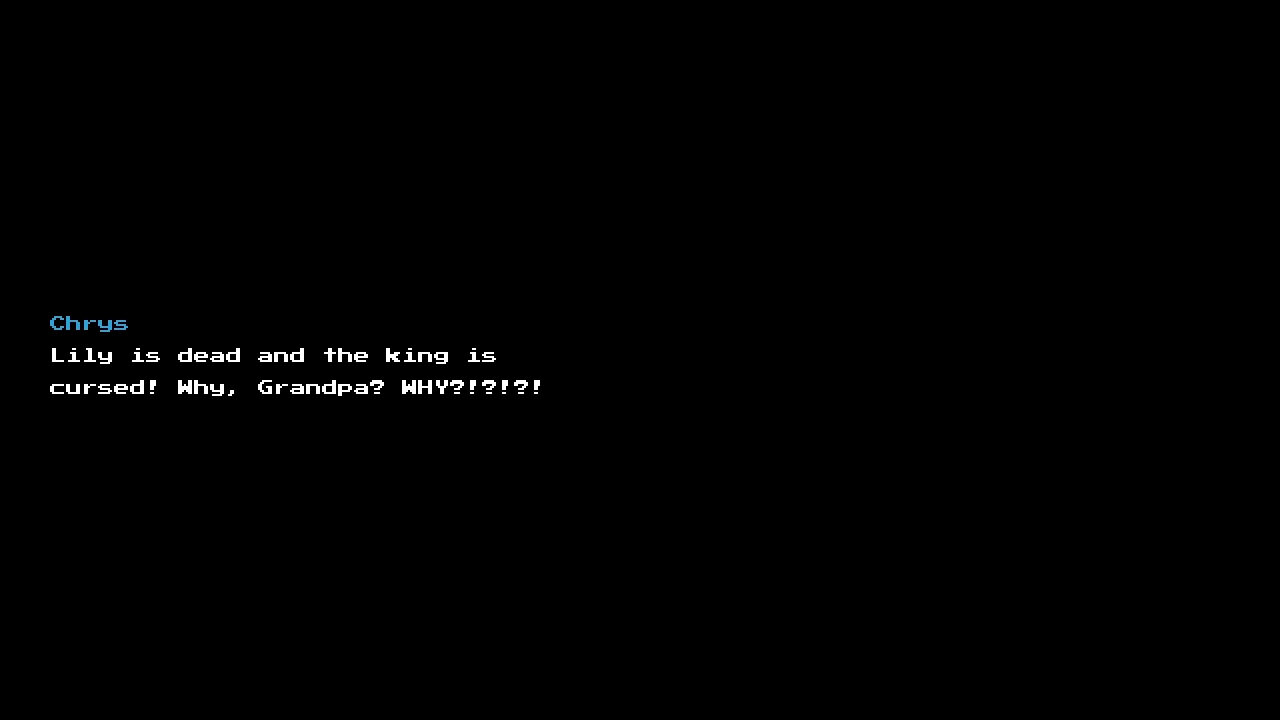 Chrys
Lily is dead and the king is
cursed! Why, Grandpa? WHY?!?!?!